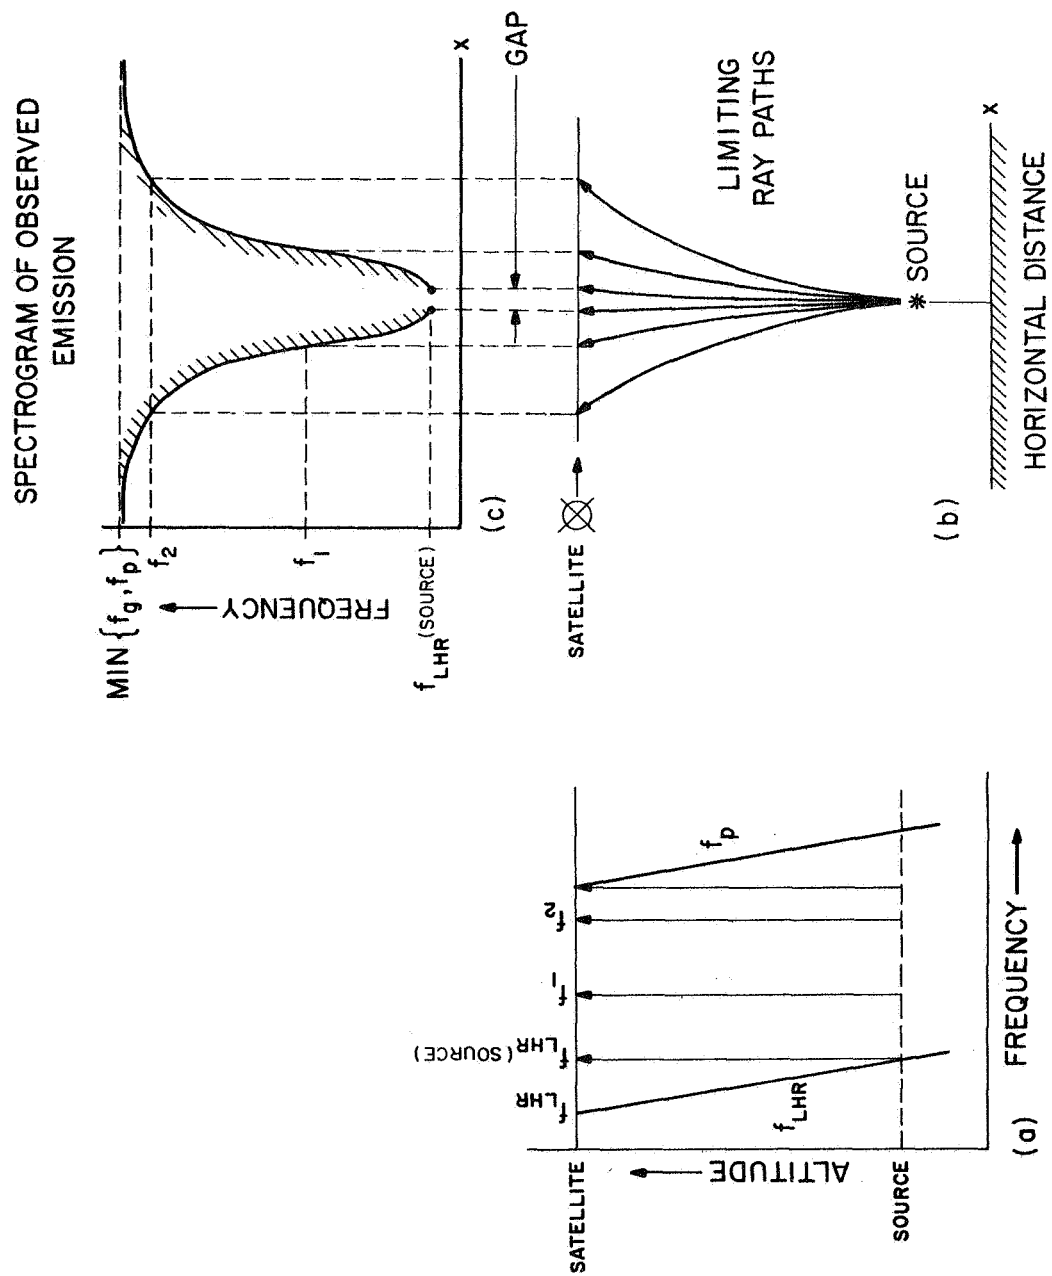 SPECTROGRAM OF OBSERVED
EMISSION
MIN {f_g, f_p}
f_2
f_1
FREQUENCY
f_LHR (SOURCE)
x
(c)
GAP
SATELLITE
LIMITING
RAY PATHS
SOURCE
x
(b)
HORIZONTAL DISTANCE
SATELLITE
f_LHR
f_LHR (SOURCE)
f_1
f_2
f_p
f_LHR
ALTITUDE
SOURCE
(a)
FREQUENCY